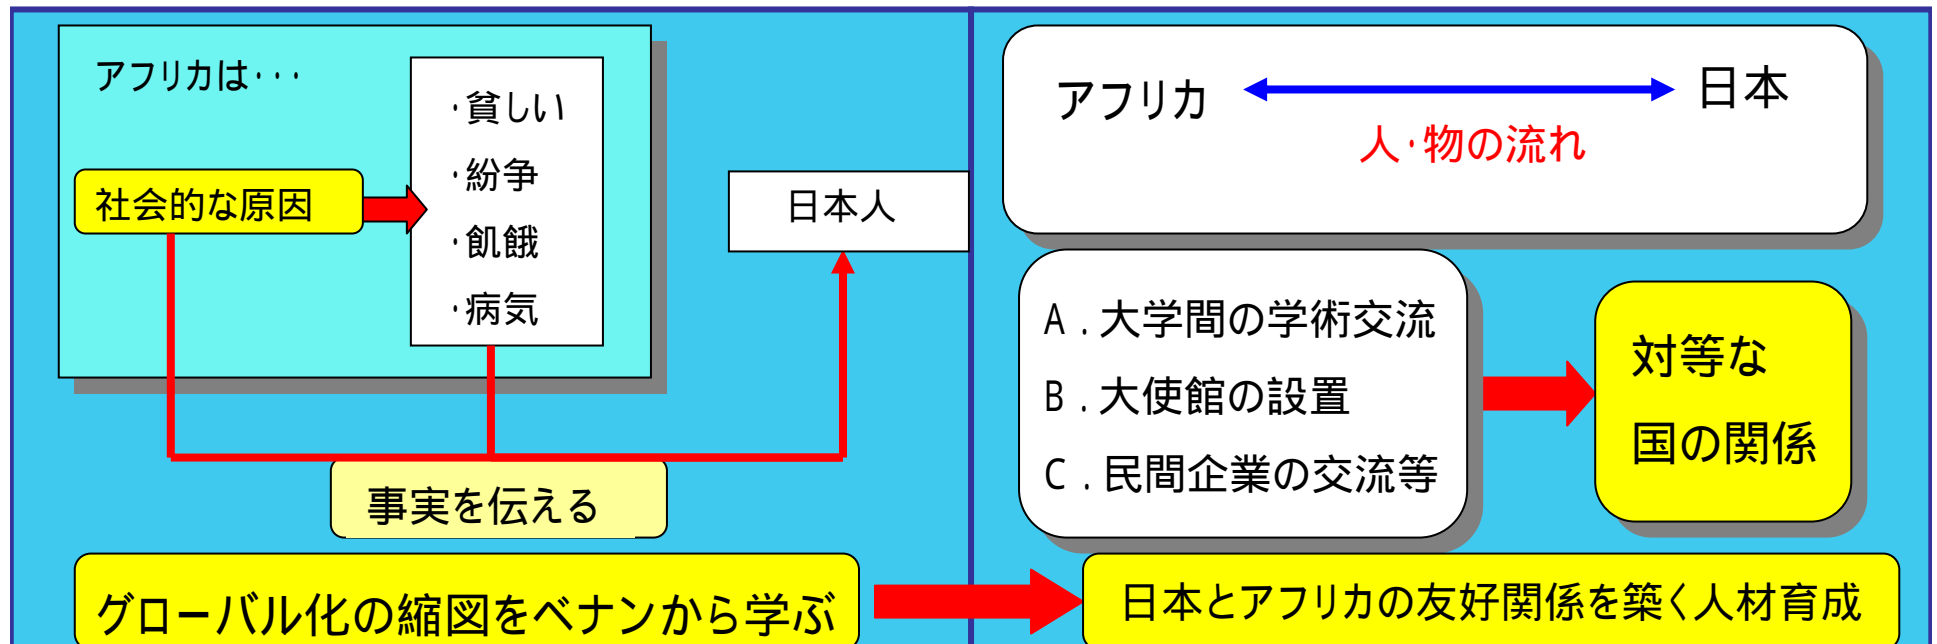 アフリカは・・・
・貧しい
・紛争
・飢餓
・病気
社会的な原因
日本人
事実を伝える
グローバル化の縮図をベナンから学ぶ
アフリカ
日本
人・物の流れ
A．大学間の学術交流
B．大使館の設置
C．民間企業の交流等
対等な
国の関係
日本とアフリカの友好関係を築く人材育成